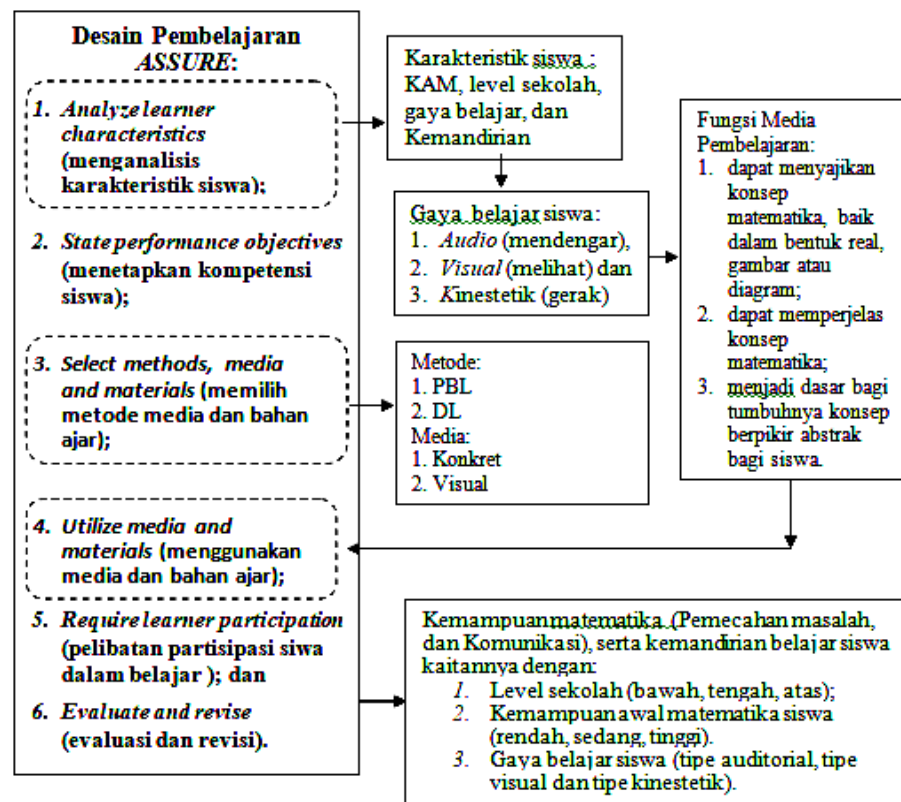 Desain Pembelajaran
ASSURE:
1. Analyze learner
characteristics
(menganalisis
karakteristik siswa);
2. State performance objectives
(menetapkan kompetensi
siswa);
3. Select methods, media
and materials (memilih
metode media dan bahan
ajar);
4. Utilize media and
materials (menggunakan
media dan bahan ajar);
5. Require learner participation
(pelibatan partisipasi siwa
dalam belajar ); dan
6. Evaluate and revise
(evaluasi dan revisi).
Karakteristik siswa :
KAM, level sekolah,
gaya belajar, dan
Kemandirian
Gaya belajar siswa:
1. Audio (mendengar),
2. Visual (melihat) dan
3. Kinestetik (gerak)
Metode:
1. PBL
2. DL
Media:
1. Konkret
2. Visual
Fungsi Media
Pembelajaran:
1. dapat menyajikan
konsep
matematika, baik
dalam bentuk real,
gambar atau
diagram;
2. dapat memperjelas
konsep
matematika;
3. menjadi dasar bagi
tumbuhnya konsep
berpikir abstrak
bagi siswa.
Kemampuan matematika (Pemecahan masalah,
dan Komunikasi), serta kemandirian belajar siswa
kaitannya dengan:
1. Level sekolah (bawah, tengah, atas);
2. Kemampuan awal matematika siswa
(rendah, sedang, tinggi).
3. Gaya belajar siswa (tipe auditorial, tipe
visual dan tipe kinestetik).